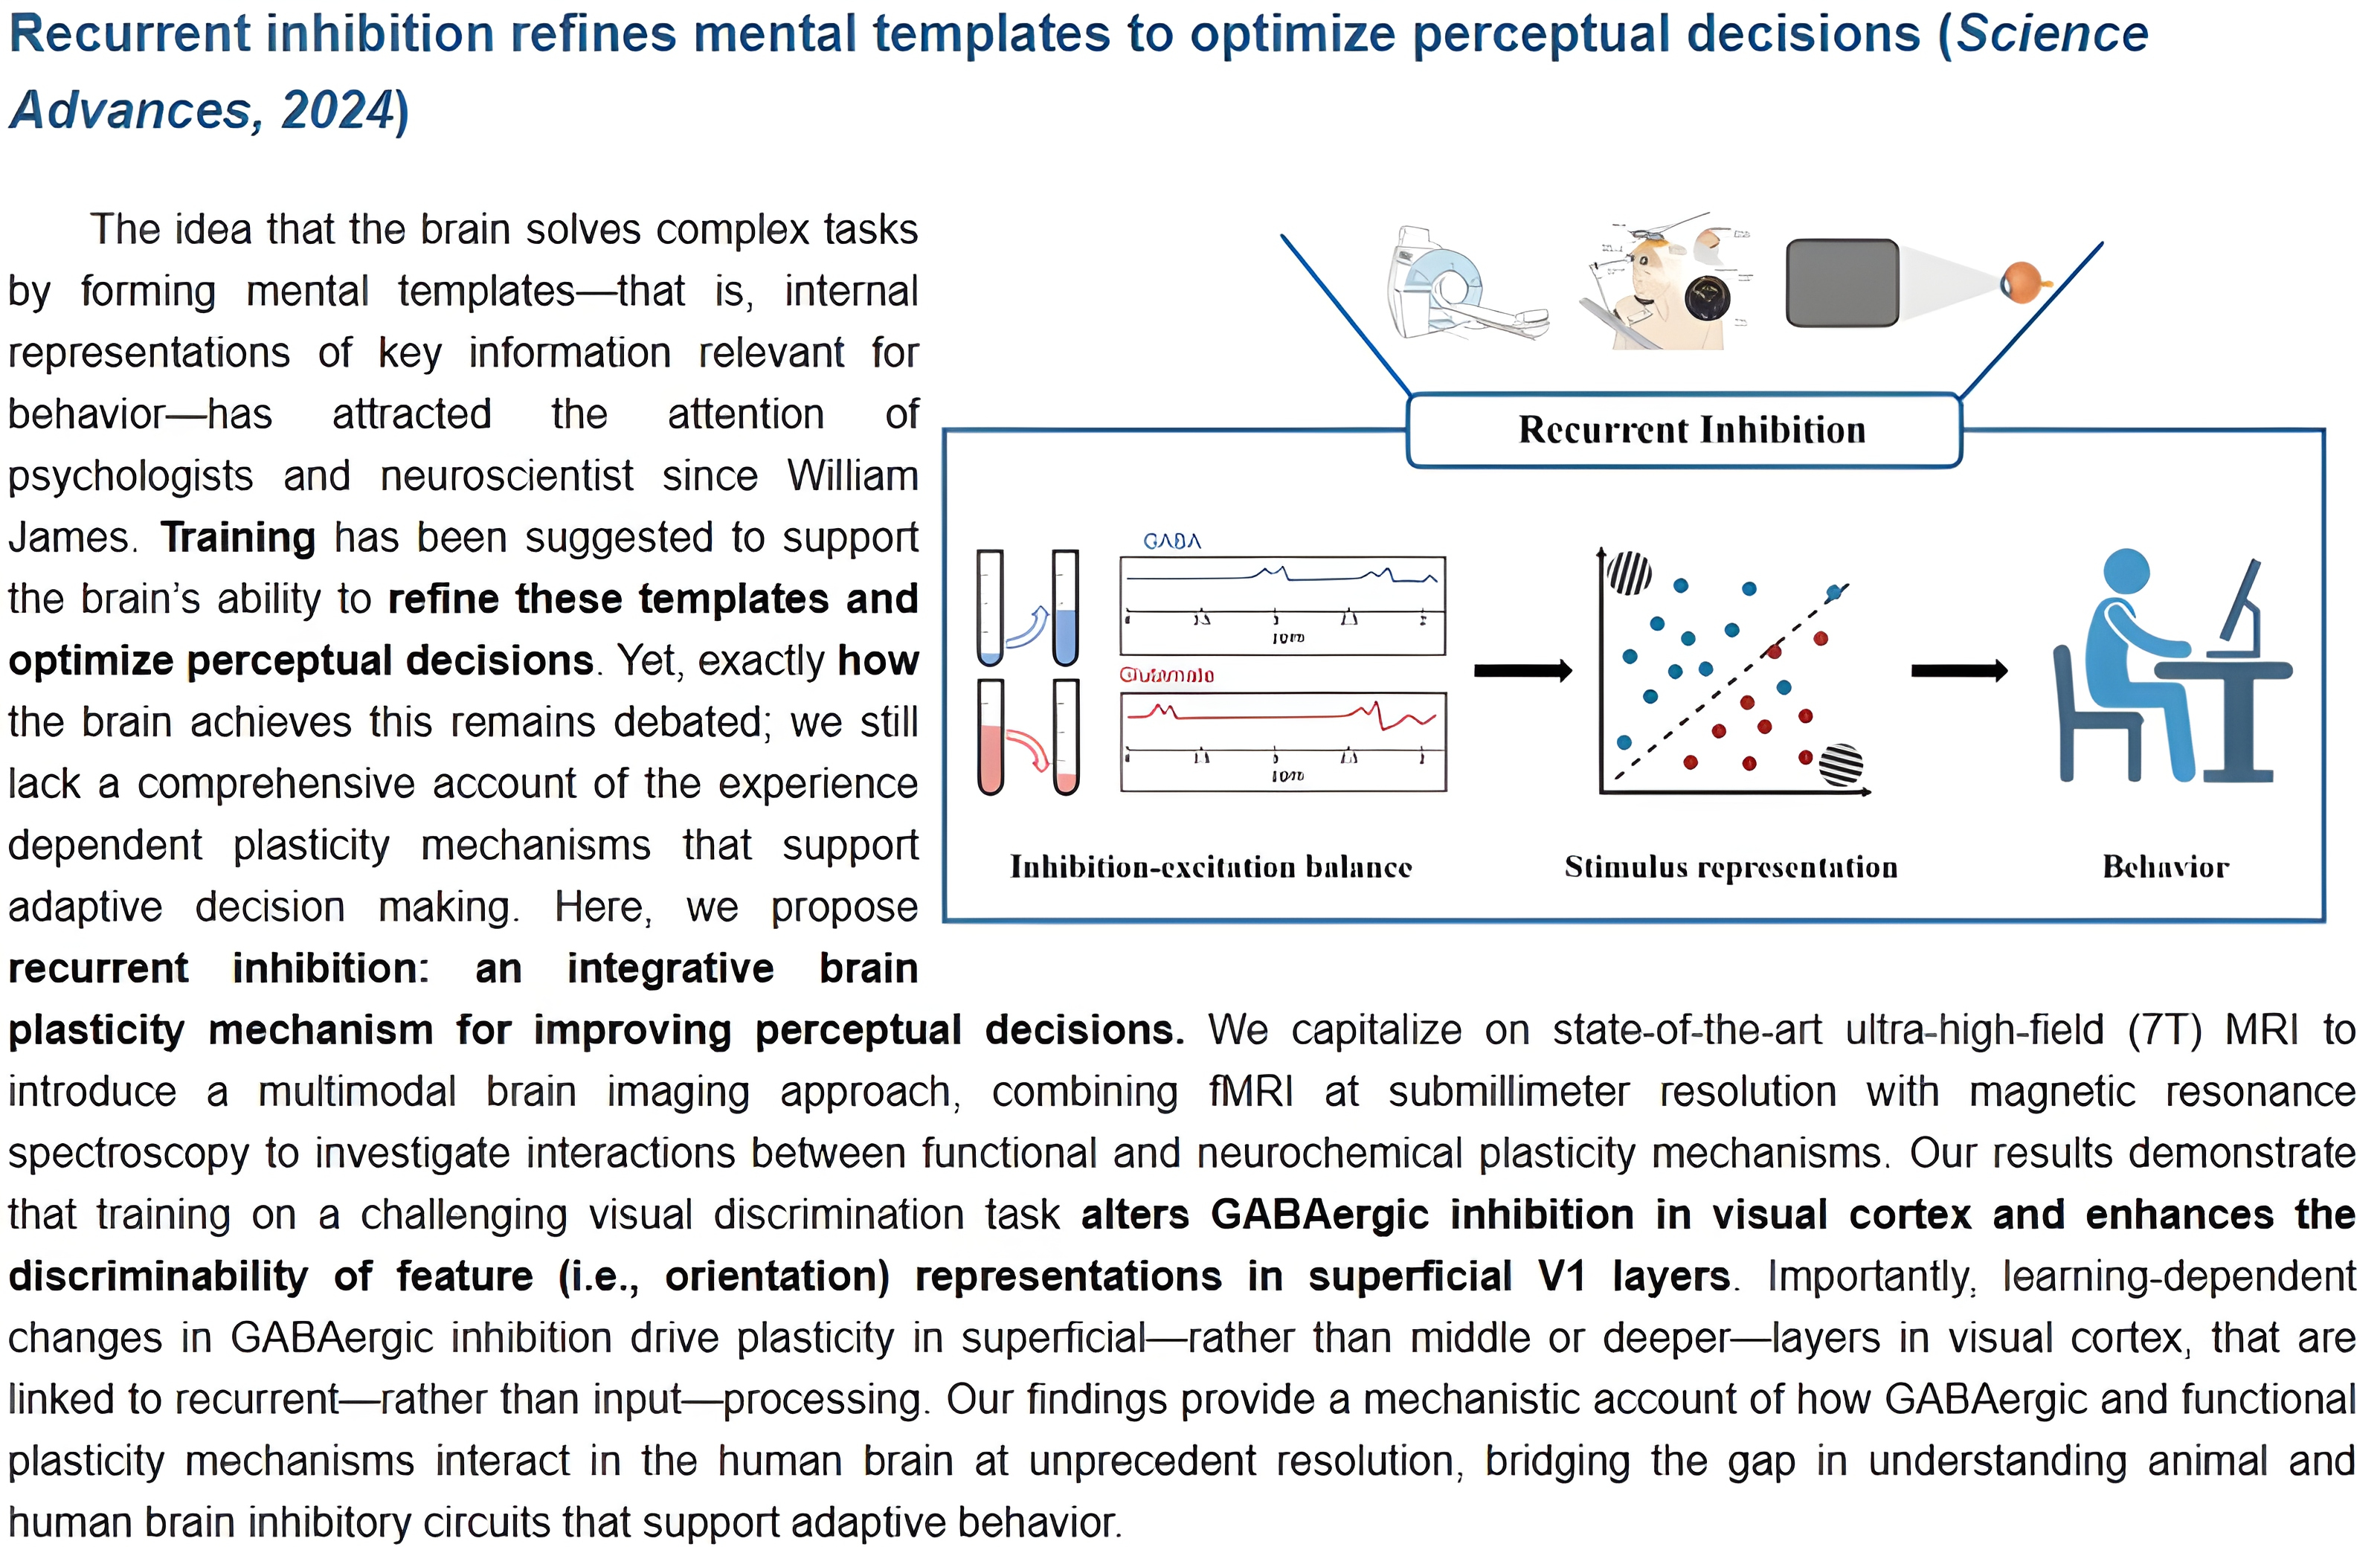 Recurrent inhibition refines mental templates to optimize perceptual decisions (Science
Advances, 2024)
The idea that the brain solves complex tasks
by forming mental templates—that is, internal
representations of key information relevant for
behavior—has attracted the attention of
psychologists and neuroscientist since William
James. Training has been suggested to support
the brain's ability to refine these templates and
optimize perceptual decisions. Yet, exactly how
the brain achieves this remains debated; we still
lack a comprehensive account of the experience
dependent plasticity mechanisms that support
adaptive decision making. Here, we propose
recurrent inhibition: an integrative brain
plasticity mechanism for improving perceptual decisions. We capitalize on state-of-the-art ultra-high-field (7T) MRI to
introduce a multimodal brain imaging approach, combining fMRI at submillimeter resolution with magnetic resonance
spectroscopy to investigate interactions between functional and neurochemical plasticity mechanisms. Our results demonstrate
that training on a challenging visual discrimination task alters GABAergic inhibition in visual cortex and enhances the
discriminability of feature (i.e., orientation) representations in superficial V1 layers. Importantly, learning-dependent
changes in GABAergic inhibition drive plasticity in superficial—rather than middle or deeper—layers in visual cortex, that are
linked to recurrent—rather than input—processing. Our findings provide a mechanistic account of how GABAergic and functional
plasticity mechanisms interact in the human brain at unprecedent resolution, bridging the gap in understanding animal and
human brain inhibitory circuits that support adaptive behavior.
Recurrent Inhibition
GABA
Inhibition-excitation balance
Stimulus representation
Behavior